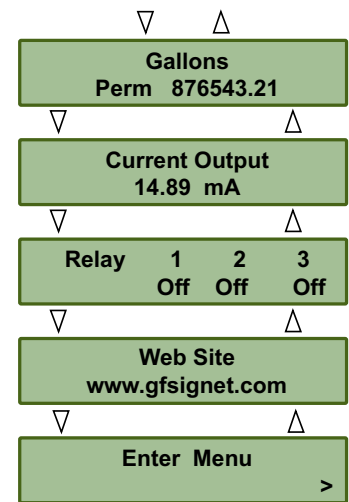 Gallons
Perm 876543.21
Current Output
14.89 mA
Relay 1 2 3
Off Off Off
Web Site
www.gfsignet.com
Enter Menu
>